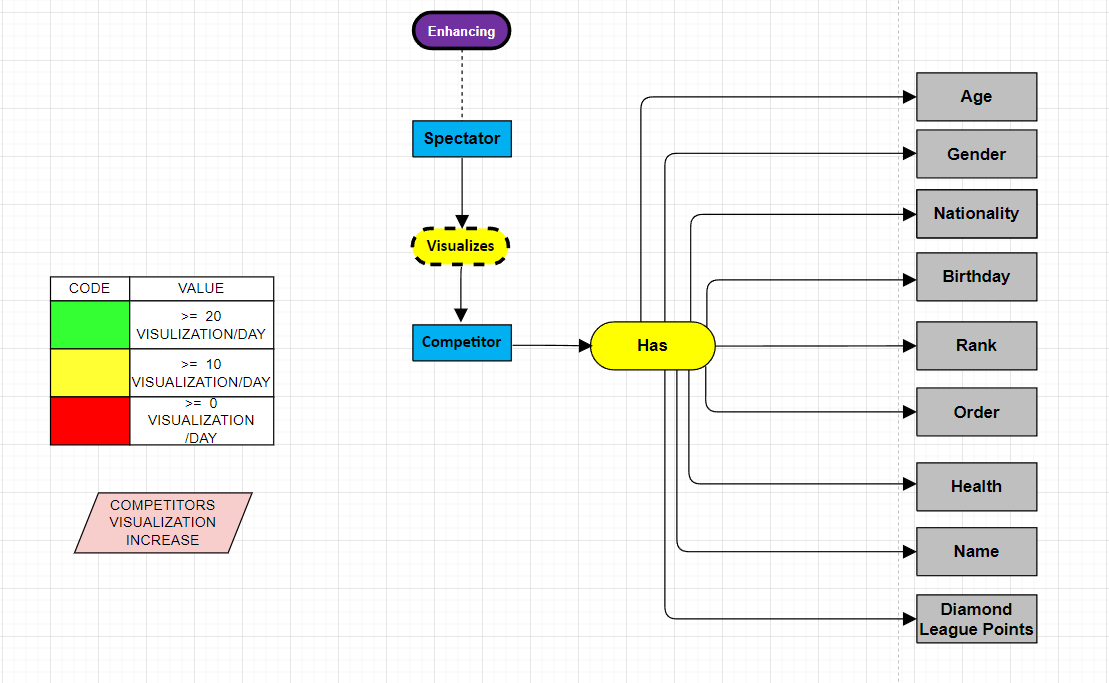 Enhancing
Spectator
Visualizes
Competitor
Has
Age
Gender
Nationality
Birthday
Rank
Order
Health
Name
Diamond
League Points
CODE VALUE
>= 20
VISULIZATION/DAY
>= 10
VISUALIZATION/DAY
>= 0
VISUALIZATION
/DAY
COMPETITORS
VISUALIZATION
INCREASE